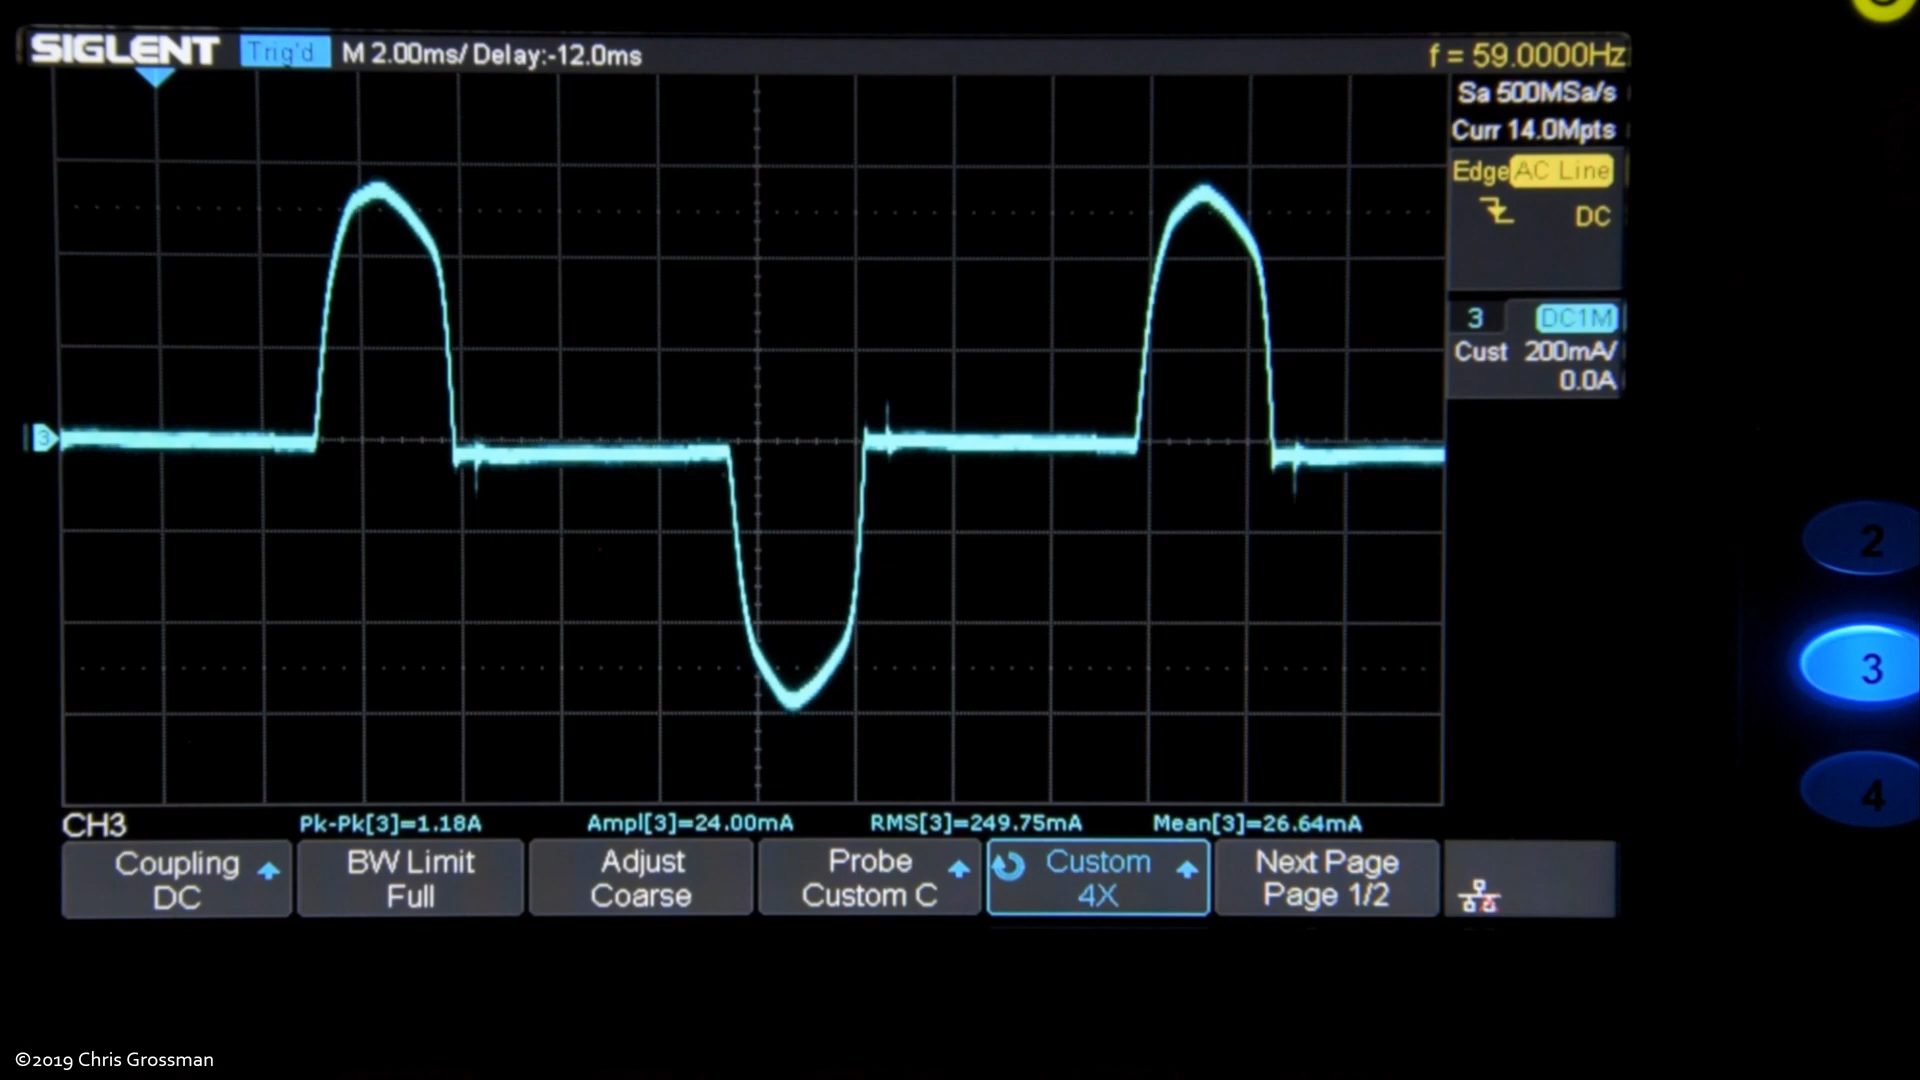 SIGLENT Trig'd M 2.00ms/ Delay:-12.0ms f = 59.0000Hz
Sa 500MSa/s
Curr 14.0Mpts
Edge AC Line
DC
3 DC1M
Cust 200mA/
0.0A
3
2
3
4
CH3 Pk-Pk[3]=1.18A Ampl[3]=24.00mA RMS[3]=249.75mA Mean[3]=26.64mA
Coupling BW Limit Adjust Probe Custom Next Page
DC Full Coarse Custom C 4X Page 1/2
©2019 Chris Grossman